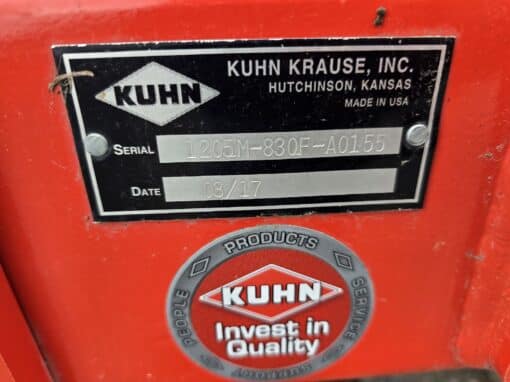 KUHN
KUHN KRAUSE, INC.
HUTCHINSON, KANSAS
MADE IN USA
SERIAL 1205M-830F-A0155
DATE 08/17
PRODUCTS
PEOPLE
SERVICE
KUHN
Invest in
Quality
SUPPORT